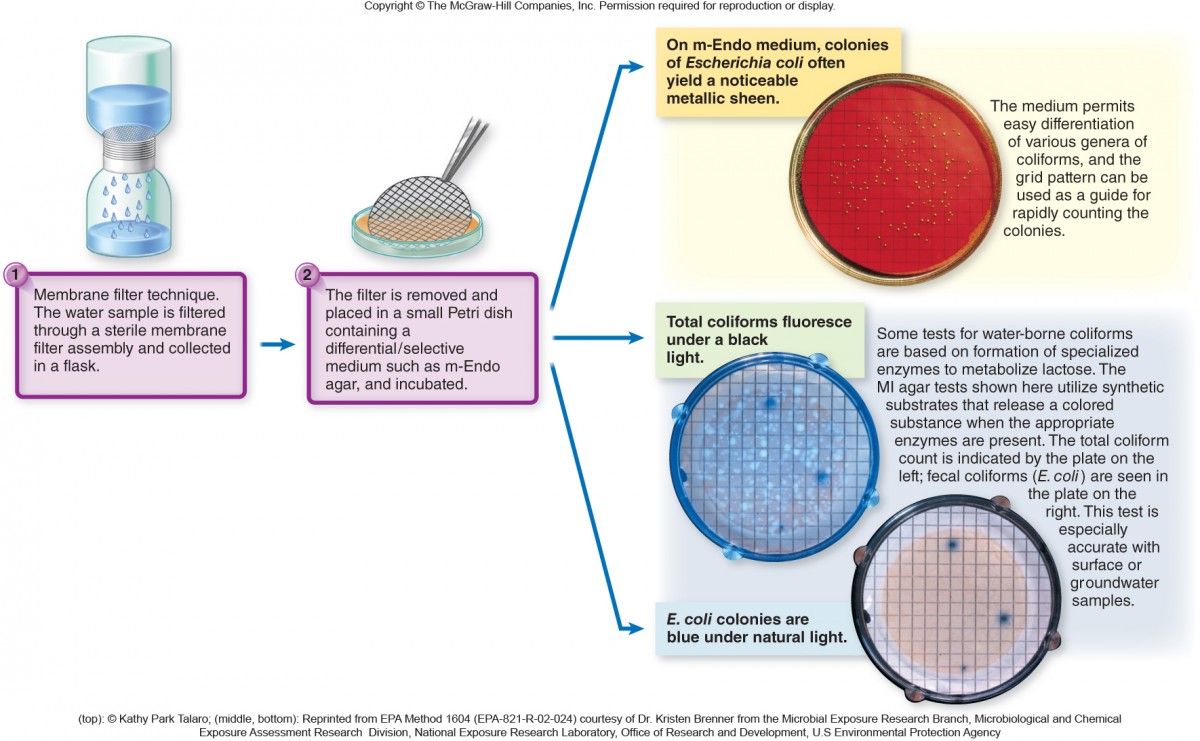 Copyright © The McGraw-Hill Companies, Inc. Permission required for reproduction or display.
1
Membrane filter technique.
The water sample is filtered
through a sterile membrane
filter assembly and collected
in a flask.
2
The filter is removed and
placed in a small Petri dish
containing a
differential/selective
medium such as m-Endo
agar, and incubated.
On m-Endo medium, colonies
of Escherichia coli often
yield a noticeable
metallic sheen.
The medium permits
easy differentiation
of various genera of
coliforms, and the
grid pattern can be
used as a guide for
rapidly counting the
colonies.
Total coliforms fluoresce
under a black
light.
Some tests for water-borne coliforms
are based on formation of specialized
enzymes to metabolize lactose. The
MI agar tests shown here utilize synthetic
substrates that release a colored
substance when the appropriate
enzymes are present. The total coliform
count is indicated by the plate on the
left; fecal coliforms (E. coli) are seen in
the plate on the
right. This test is
especially
accurate with
surface or
groundwater
samples.
E. coli colonies are
blue under natural light.
(top): © Kathy Park Talaro; (middle, bottom): Reprinted from EPA Method 1604 (EPA-821-R-02-024) courtesy of Dr. Kristen Brenner from the Microbial Exposure Research Branch, Microbiological and Chemical
Exposure Assessment Research Division, National Exposure Research Laboratory, Office of Research and Development, U.S Environmental Protection Agency